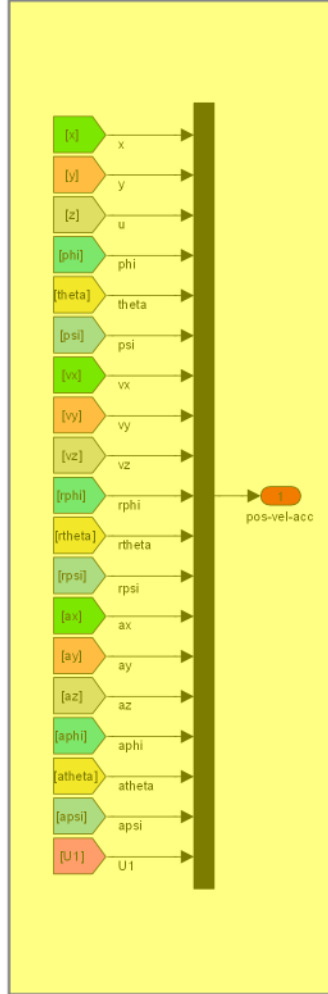 [x]
x
[y]
y
[z]
u
[phi]
phi
[theta]
theta
[psi]
psi
[vx]
vx
[vy]
vy
[vz]
vz
[rphi]
rphi
1
pos-vel-acc
[rtheta]
rtheta
[rpsi]
rpsi
[ax]
ax
[ay]
ay
[az]
az
[aphi]
aphi
[atheta]
atheta
[apsi]
apsi
[U1]
U1